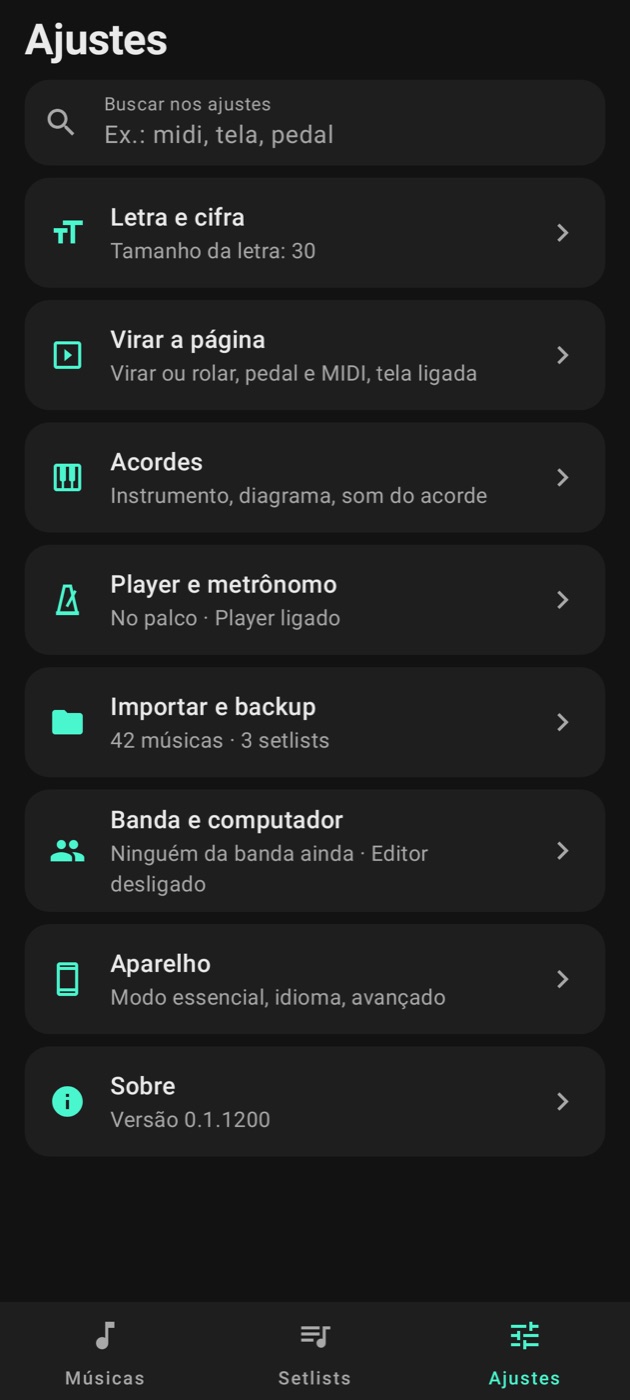 Ajustes
Buscar nos ajustes
Ex.: midi, tela, pedal
Letra e cifra
Tamanho da letra: 30
Virar a página
Virar ou rolar, pedal e MIDI, tela ligada
Acordes
Instrumento, diagrama, som do acorde
Player e metrônomo
No palco · Player ligado
Importar e backup
42 músicas · 3 setlists
Banda e computador
Ninguém da banda ainda · Editor
desligado
Aparelho
Modo essencial, idioma, avançado
Sobre
Versão 0.1.1200
Músicas
Setlists
Ajustes